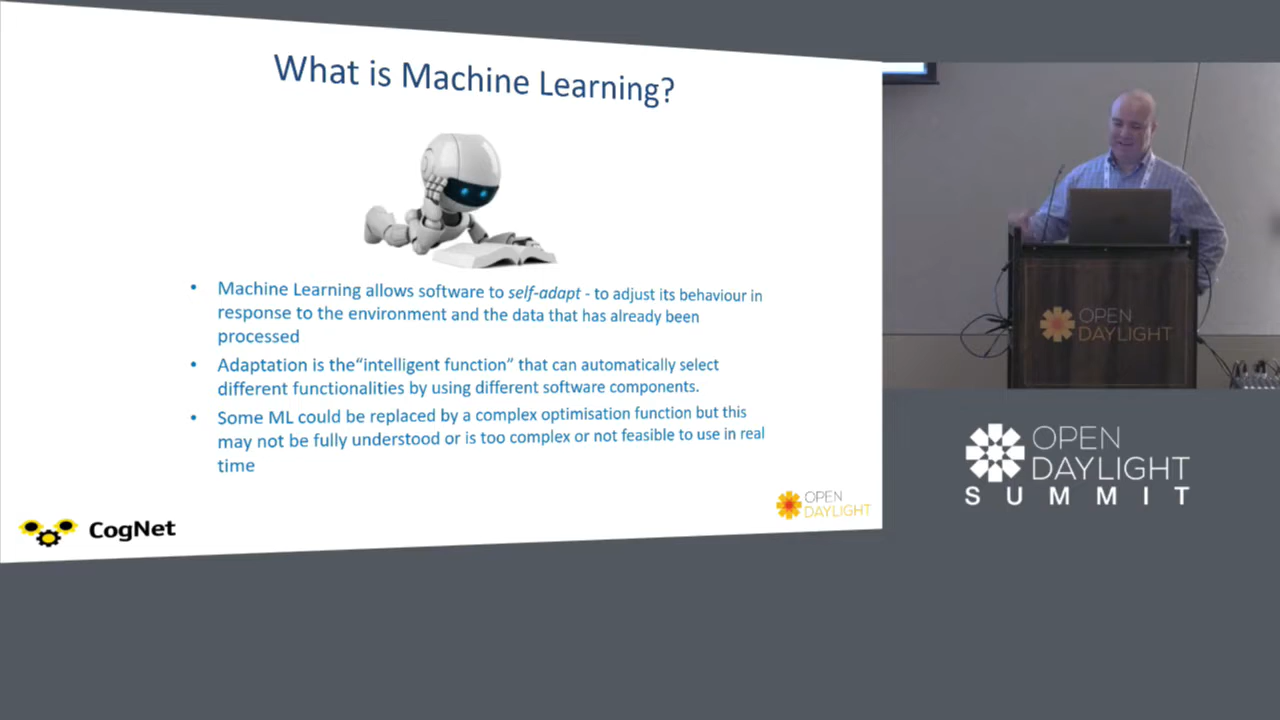 What is Machine Learning?
• Machine Learning allows software to self-adapt - to adjust its behaviour in
response to the environment and the data that has already been
processed
• Adaptation is the“intelligent function” that can automatically select
different functionalities by using different software components.
• Some ML could be replaced by a complex optimisation function but this
may not be fully understood or is too complex or not feasible to use in real
time
CogNet
OPEN
DAYLIGHT
OPEN
DAYLIGHT
OPEN
DAYLIGHT
SUMMIT